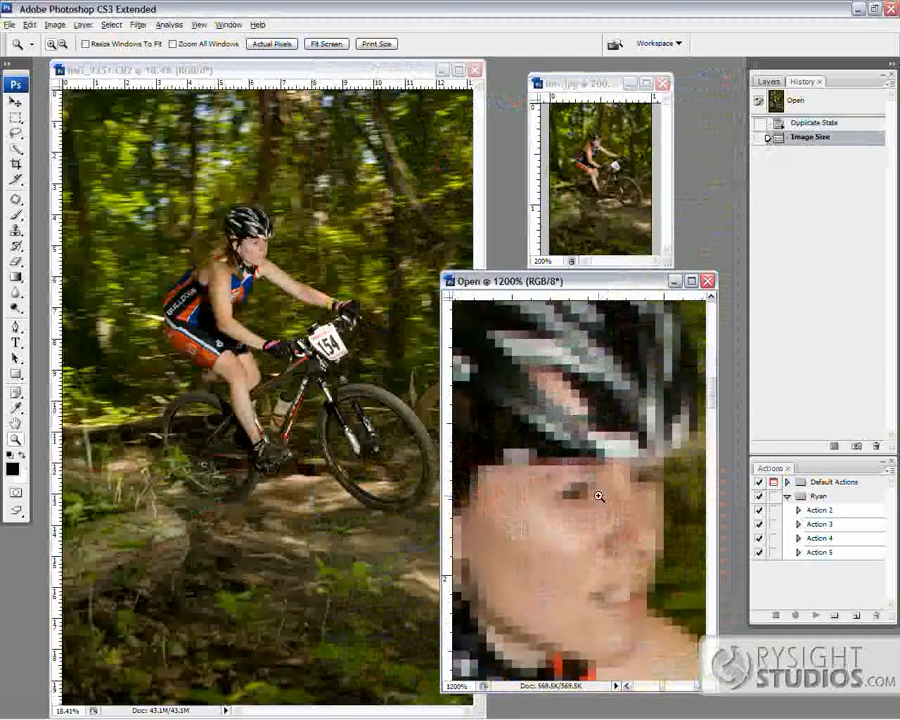 Adobe Photoshop CS3 Extended
File Edit Image Layer Select Filter Analysis View Window Help
Resize Windows To Fit Zoom All Windows Actual Pixels Fit Screen Print Size Workspace
Open @ 1200% (RGB/8*)
200%
1200% Doc: 569.5K/569.5K
18.41% Doc: 43.1M/43.1M
BULLDOGS
154
Ps
Layers History
Open
Duplicate State
Image Size
Actions
Default Actions
Ryan
Action 2
Action 3
Action 4
Action 5
RYSIGHT
STUDIOS.COM